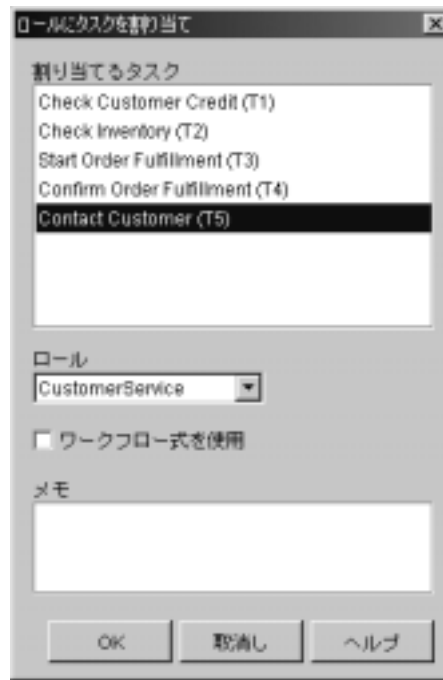 ロールにタスクを割り当て
割り当てるタスク
Check Customer Credit (T1)
Check Inventory (T2)
Start Order Fulfillment (T3)
Confirm Order Fulfillment (T4)
Contact Customer (T5)
ロール
CustomerService
ワークフロー式を使用
メモ
OK 取消し ヘルプ